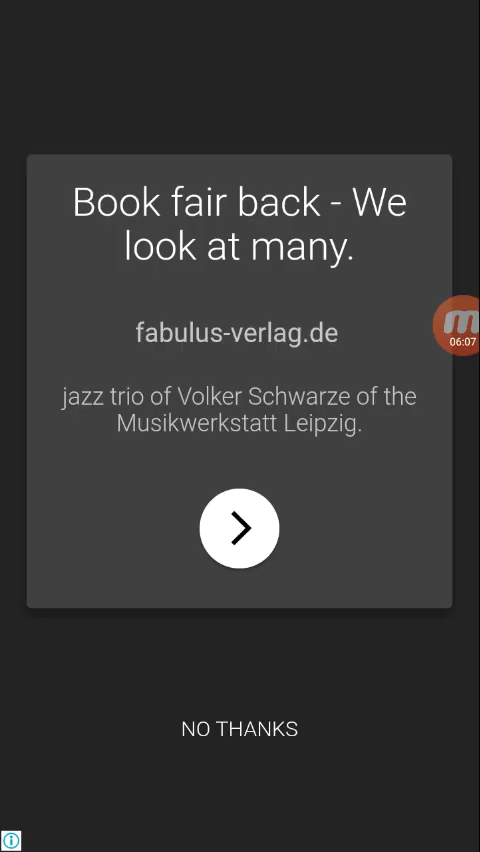 Book fair back - We
look at many.
fabulus-verlag.de
06:07
jazz trio of Volker Schwarze of the
Musikwerkstatt Leipzig.
NO THANKS